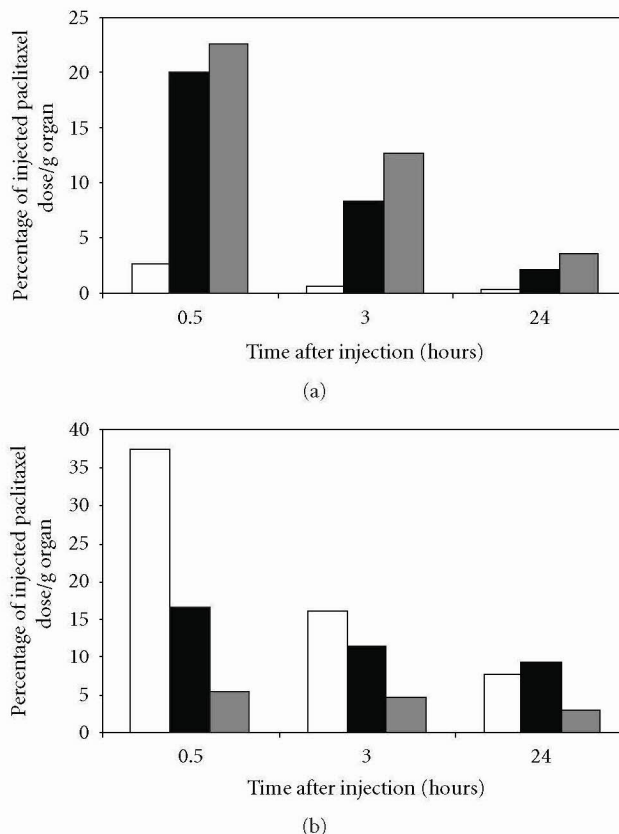 25
20
15
10
5
0
Percentage of injected paclitaxel
dose/g organ
0.5 3 24
Time after injection (hours)
(a)
40
35
30
25
20
15
10
5
0
Percentage of injected paclitaxel
dose/g organ
0.5 3 24
Time after injection (hours)
(b)